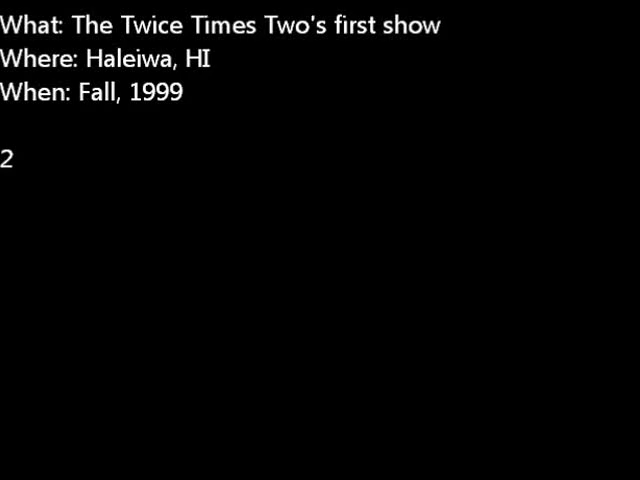 What: The Twice Times Two's first show
Where: Haleiwa, HI
When: Fall, 1999
2